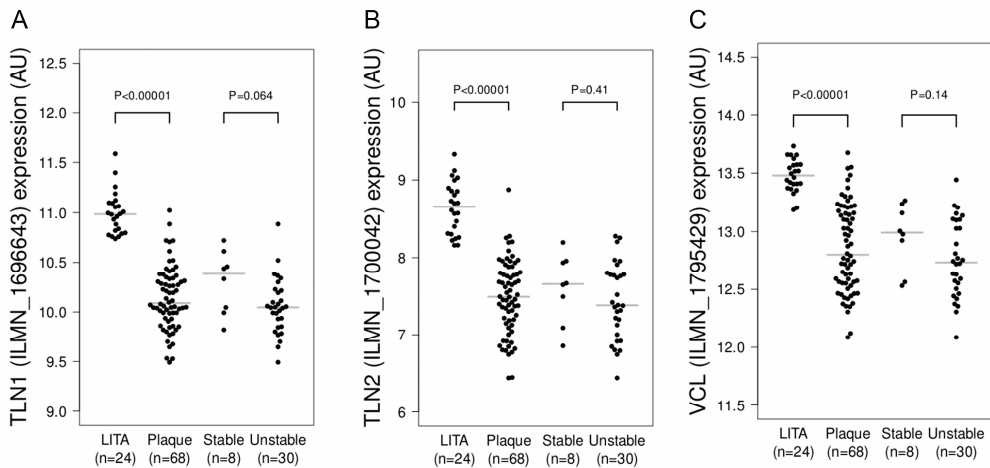 A
TLN1 (ILMN_1696643) expression (AU)
12.5
12.0
11.5
11.0
10.5
10.0
9.5
9.0
P<0.00001
P=0.064
LITA Plaque Stable Unstable
(n=24) (n=68) (n=8) (n=30)
B
TLN2 (ILMN_1700042) expression (AU)
10
9
8
7
6
P<0.00001
P=0.41
LITA Plaque Stable Unstable
(n=24) (n=68) (n=8) (n=30)
C
VCL (ILMN_1795429) expression (AU)
14.5
14.0
13.5
13.0
12.5
12.0
11.5
P<0.00001
P=0.14
LITA Plaque Stable Unstable
(n=24) (n=68) (n=8) (n=30)